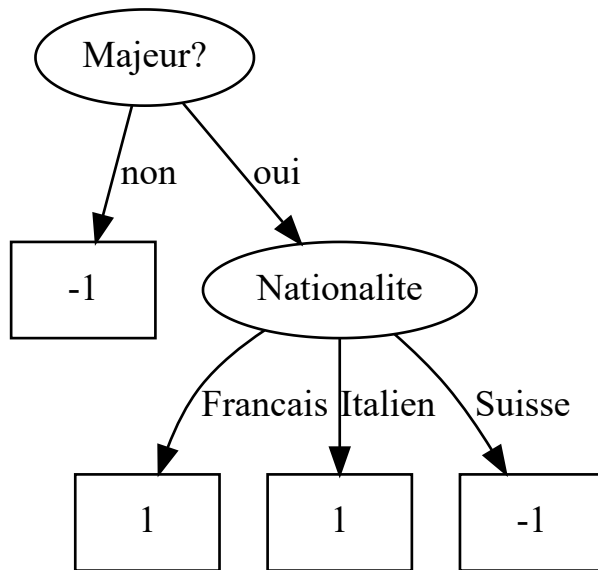 Majeur?
non
oui
-1
Nationalite
Francais
Italien
Suisse
1
1
-1